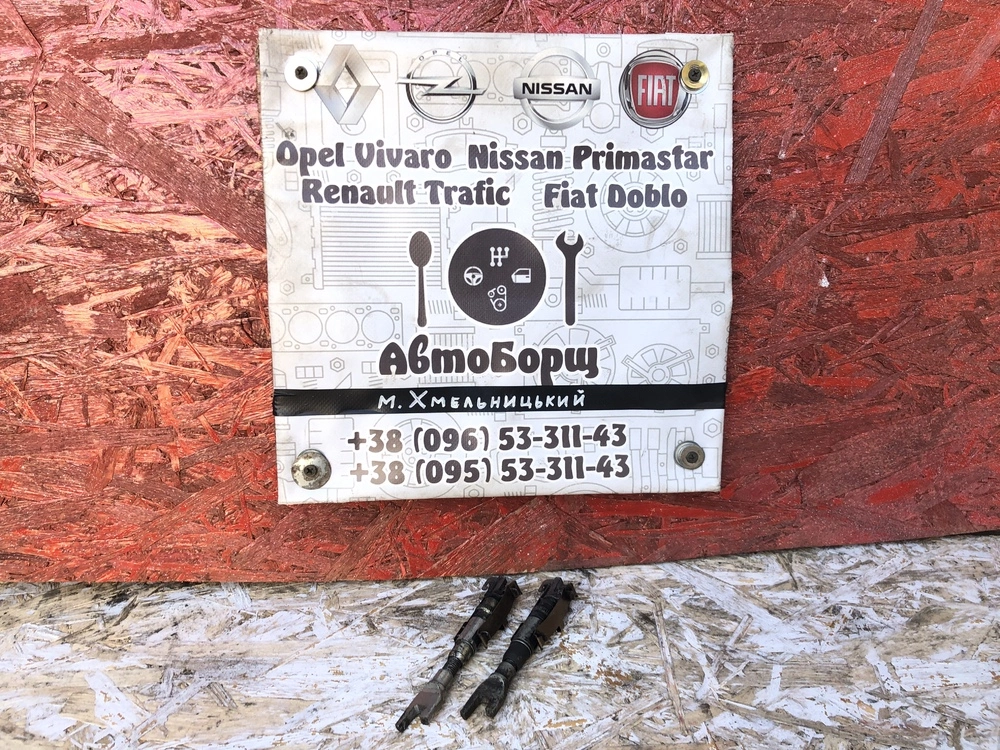 OPEL
NISSAN
FIAT
Opel Vivaro Nissan Primastar
Renault Trafic Fiat Doblo
АвтоБорщ
м. Хмельницький
+38 (096) 53-311-43
+38 (095) 53-311-43